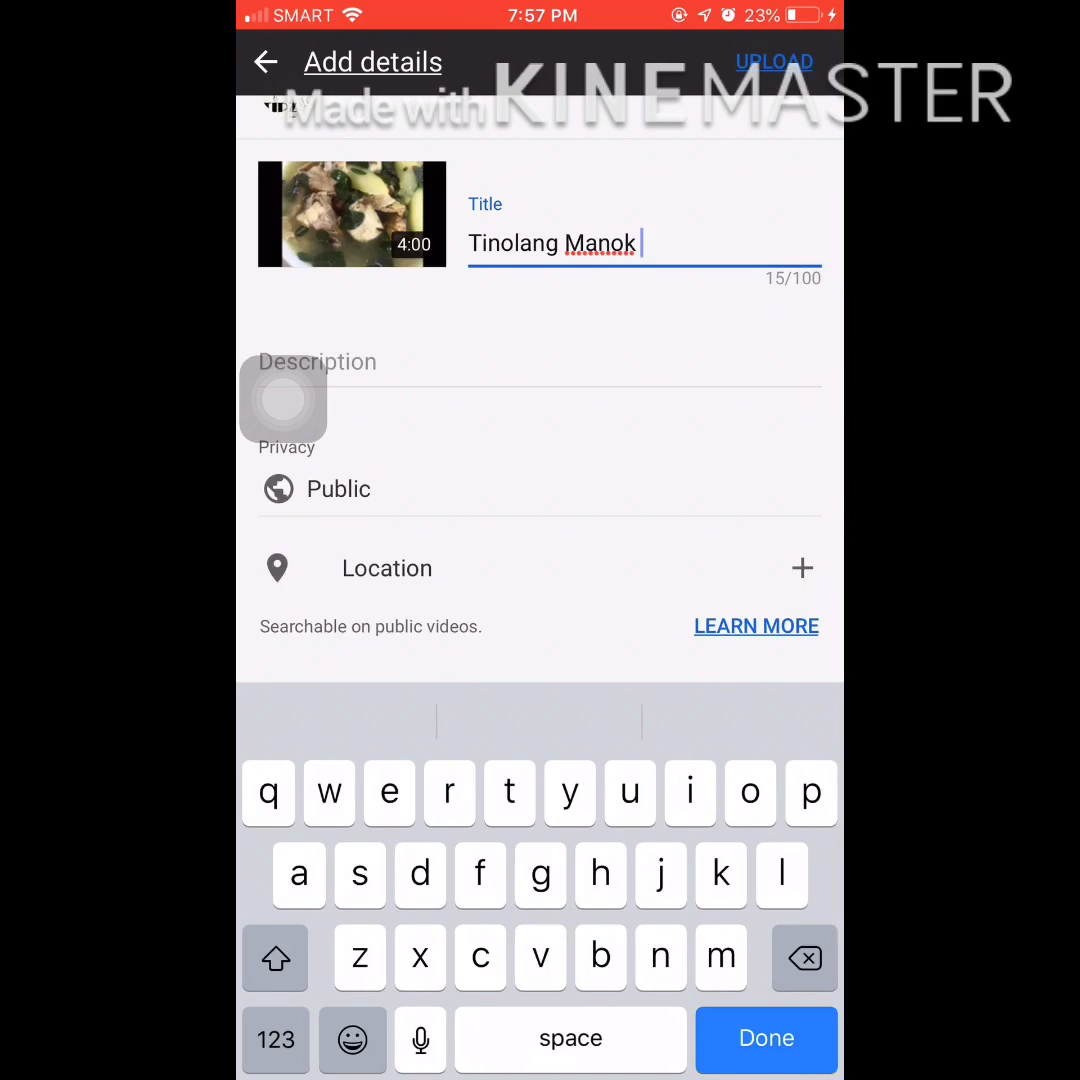 SMART 7:57 PM 23%
Add details UPLOAD
Made with KINEMASTER
4:00
Title
Tinolang Manok
15/100
Description
Privacy
Public
Location
Searchable on public videos. LEARN MORE
q w e r t y u i o p
a s d f g h j k l
z x c v b n m
123 space Done